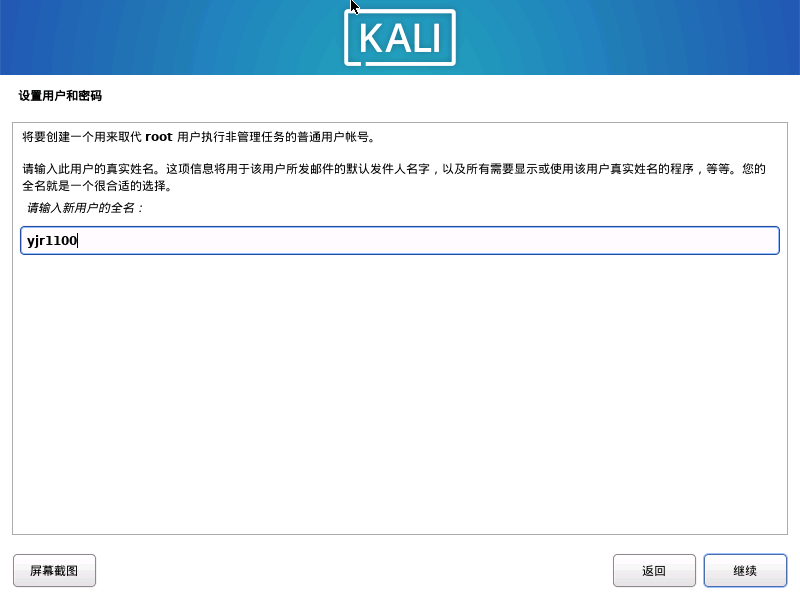 KALI
设置用户和密码
将要创建一个用来取代 root 用户执行非管理任务的普通用户帐号。
请输入此用户的真实姓名。这项信息将用于该用户所发邮件的默认发件人名字，以及所有需要显示或使用该用户真实姓名的程序，等等。您的
全名就是一个很合适的选择。
请输入新用户的全名：
yjr1100
屏幕截图
返回
继续